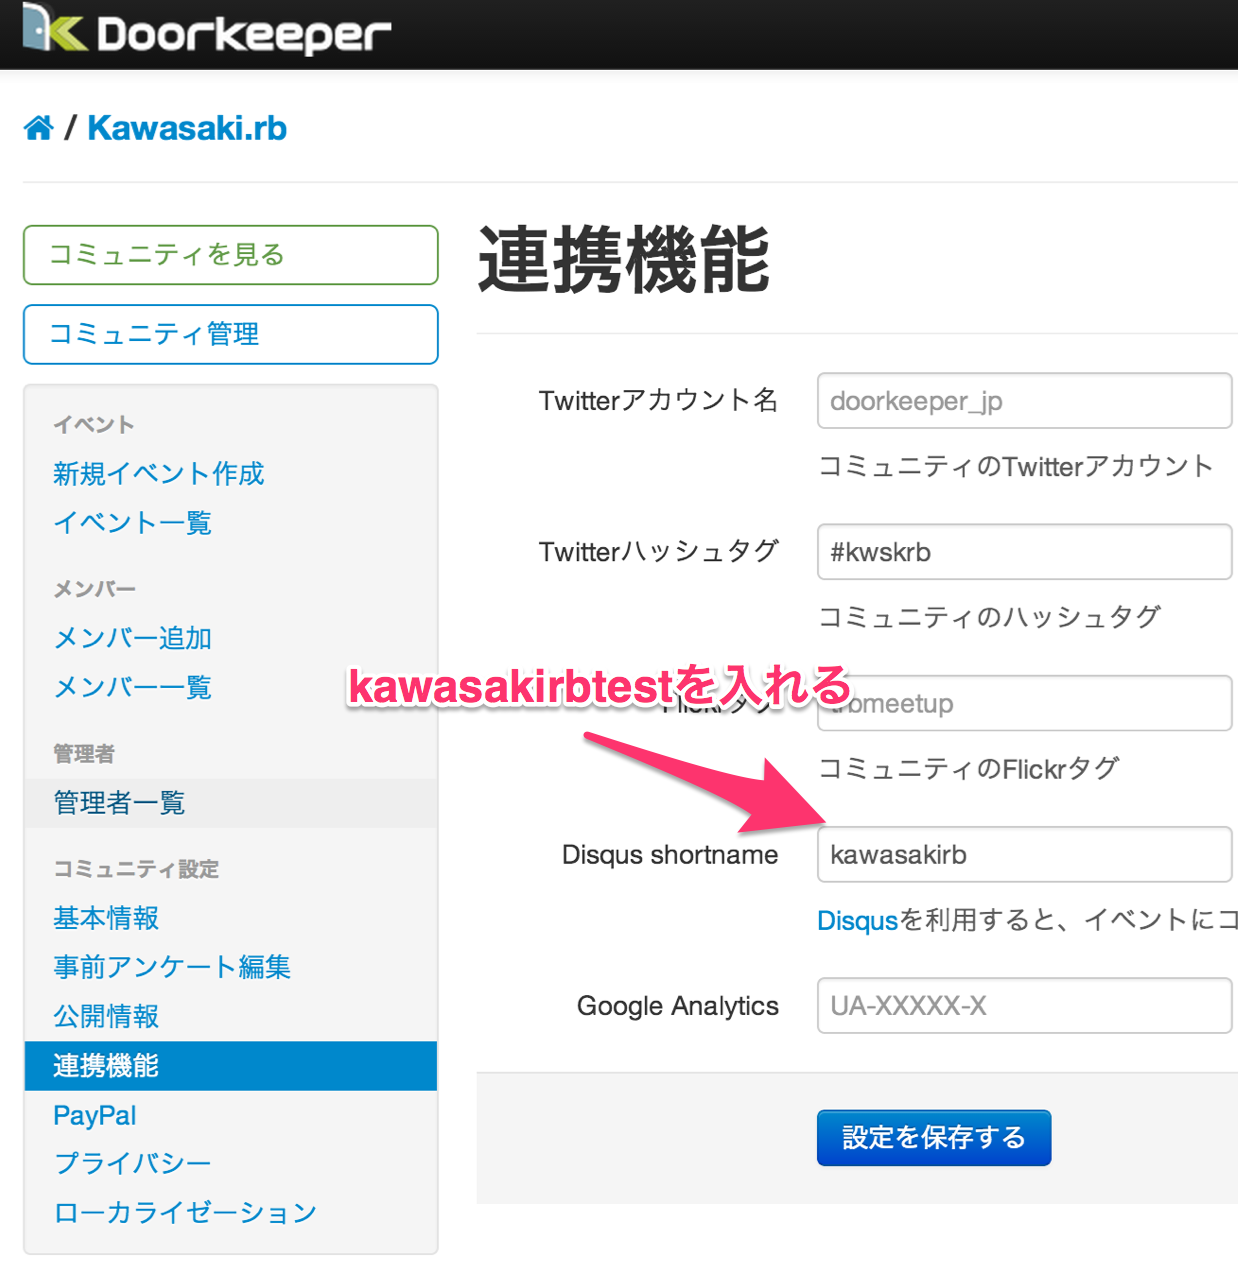 Doorkeeper
/ Kawasaki.rb
コミュニティを見る
コミュニティ管理
イベント
新規イベント作成
イベント一覧
メンバー
メンバー追加
メンバー一覧
管理者
管理者一覧
コミュニティ設定
基本情報
事前アンケート編集
公開情報
連携機能
PayPal
プライバシー
ローカライゼーション
連携機能
Twitterアカウント名
doorkeeper_jp
コミュニティのTwitterアカウント
Twitterハッシュタグ
#kwskrb
コミュニティのハッシュタグ
kawasakirbtestを入れる
Flickrタグ
コミュニティのFlickrタグ
Disqus shortname
kawasakirb
Disqusを利用すると、イベントにコ
Google Analytics
UA-XXXXX-X
設定を保存する